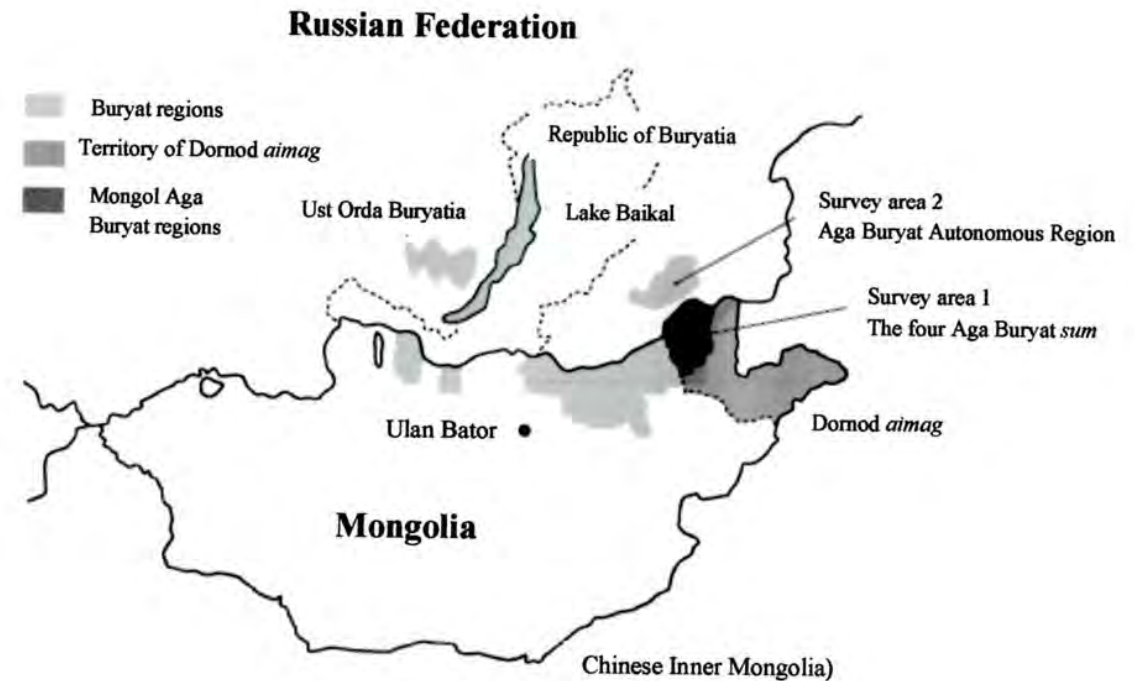 Russian Federation
Buryat regions
Territory of Dornod aimag
Mongol Aga
Buryat regions
Republic of Buryatia
Ust Orda Buryatia
Lake Baikal
Survey area 2
Aga Buryat Autonomous Region
Survey area 1
The four Aga Buryat sum
Ulan Bator
Dornod aimag
Mongolia
Chinese Inner Mongolia)